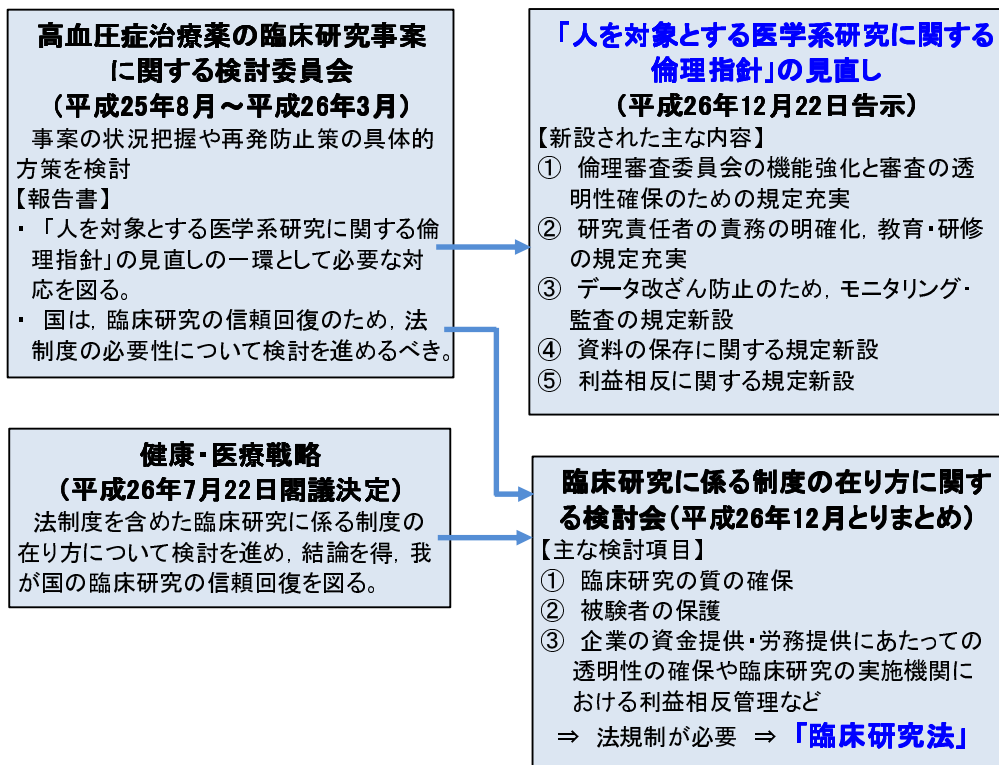 高血圧症治療薬の臨床研究事案
に関する検討委員会
（平成25年8月～平成26年3月）
事案の状況把握や再発防止策の具体的
方策を検討
【報告書】
・ 「人を対象とする医学系研究に関する倫
理指針」の見直しの一環として必要な対
応を図る。
・ 国は，臨床研究の信頼回復のため，法
制度の必要性について検討を進めるべき。
「人を対象とする医学系研究に関する
倫理指針」の見直し
（平成26年12月22日告示）
【新設された主な内容】
① 倫理審査委員会の機能強化と審査の透
明性確保のための規定充実
② 研究責任者の責務の明確化，教育・研修
の規定充実
③ データ改ざん防止のため，モニタリング・
監査の規定新設
④ 資料の保存に関する規定新設
⑤ 利益相反に関する規定新設
健康・医療戦略
（平成26年7月22日閣議決定）
法制度を含めた臨床研究に係る制度の
在り方について検討を進め，結論を得，我
が国の臨床研究の信頼回復を図る。
臨床研究に係る制度の在り方に関す
る検討会（平成26年12月とりまとめ）
【主な検討項目】
① 臨床研究の質の確保
② 被験者の保護
③ 企業の資金提供・労務提供にあたっての
透明性の確保や臨床研究の実施機関に
おける利益相反管理など
⇒ 法規制が必要 ⇒ 「臨床研究法」